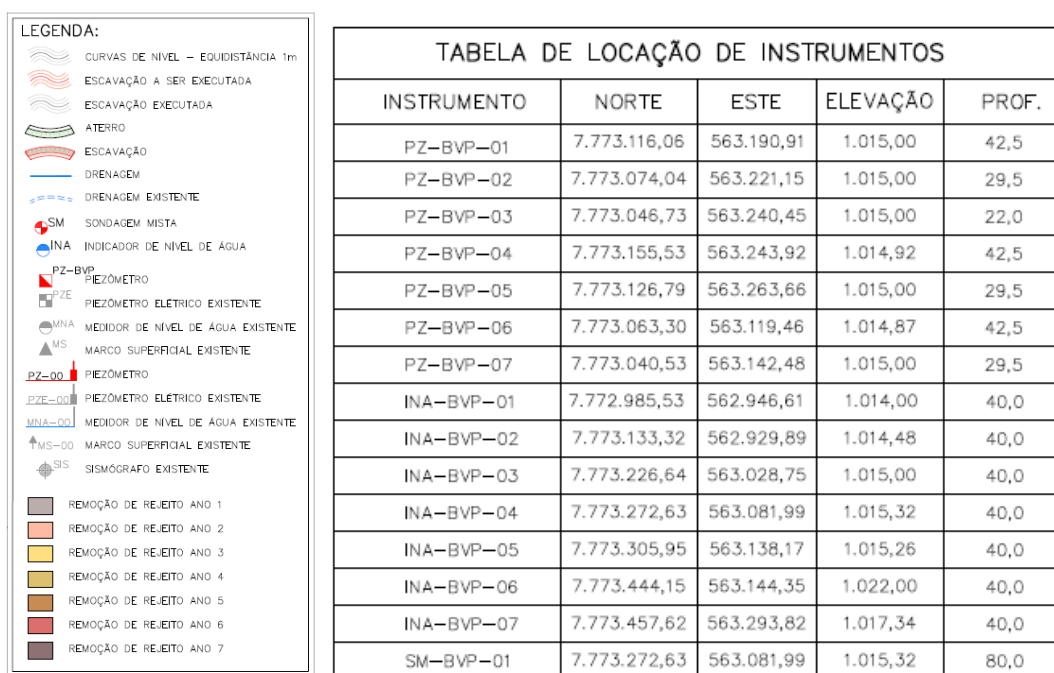 LEGENDA:
CURVAS DE NÍVEL – EQUIDISTÂNCIA 1m
ESCAVAÇÃO A SER EXECUTADA
ESCAVAÇÃO EXECUTADA
ATERRO
ESCAVAÇÃO
DRENAGEM
DRENAGEM EXISTENTE
SM SONDAGEM MISTA
INA INDICADOR DE NÍVEL DE ÁGUA
PZ-BVP PIEZÔMETRO
PZE PIEZÔMETRO ELÉTRICO EXISTENTE
MNA MEDIDOR DE NÍVEL DE ÁGUA EXISTENTE
MS MARCO SUPERFICIAL EXISTENTE
PZ-00 PIEZÔMETRO
PZE-00 PIEZÔMETRO ELÉTRICO EXISTENTE
MNA-00 MEDIDOR DE NÍVEL DE ÁGUA EXISTENTE
MS-00 MARCO SUPERFICIAL EXISTENTE
SIS SISMÓGRAFO EXISTENTE
REMOÇÃO DE REJEITO ANO 1
REMOÇÃO DE REJEITO ANO 2
REMOÇÃO DE REJEITO ANO 3
REMOÇÃO DE REJEITO ANO 4
REMOÇÃO DE REJEITO ANO 5
REMOÇÃO DE REJEITO ANO 6
REMOÇÃO DE REJEITO ANO 7
TABELA DE LOCAÇÃO DE INSTRUMENTOS
INSTRUMENTO NORTE ESTE ELEVAÇÃO PROF.
PZ-BVP-01 7.773.116,06 563.190,91 1.015,00 42,5
PZ-BVP-02 7.773.074,04 563.221,15 1.015,00 29,5
PZ-BVP-03 7.773.046,73 563.240,45 1.015,00 22,0
PZ-BVP-04 7.773.155,53 563.243,92 1.014,92 42,5
PZ-BVP-05 7.773.126,79 563.263,66 1.015,00 29,5
PZ-BVP-06 7.773.063,30 563.119,46 1.014,87 42,5
PZ-BVP-07 7.773.040,53 563.142,48 1.015,00 29,5
INA-BVP-01 7.772.985,53 562.946,61 1.014,00 40,0
INA-BVP-02 7.773.133,32 562.929,89 1.014,48 40,0
INA-BVP-03 7.773.226,64 563.028,75 1.015,00 40,0
INA-BVP-04 7.773.272,63 563.081,99 1.015,32 40,0
INA-BVP-05 7.773.305,95 563.138,17 1.015,26 40,0
INA-BVP-06 7.773.444,15 563.144,35 1.022,00 40,0
INA-BVP-07 7.773.457,62 563.293,82 1.017,34 40,0
SM-BVP-01 7.773.272,63 563.081,99 1.015,32 80,0